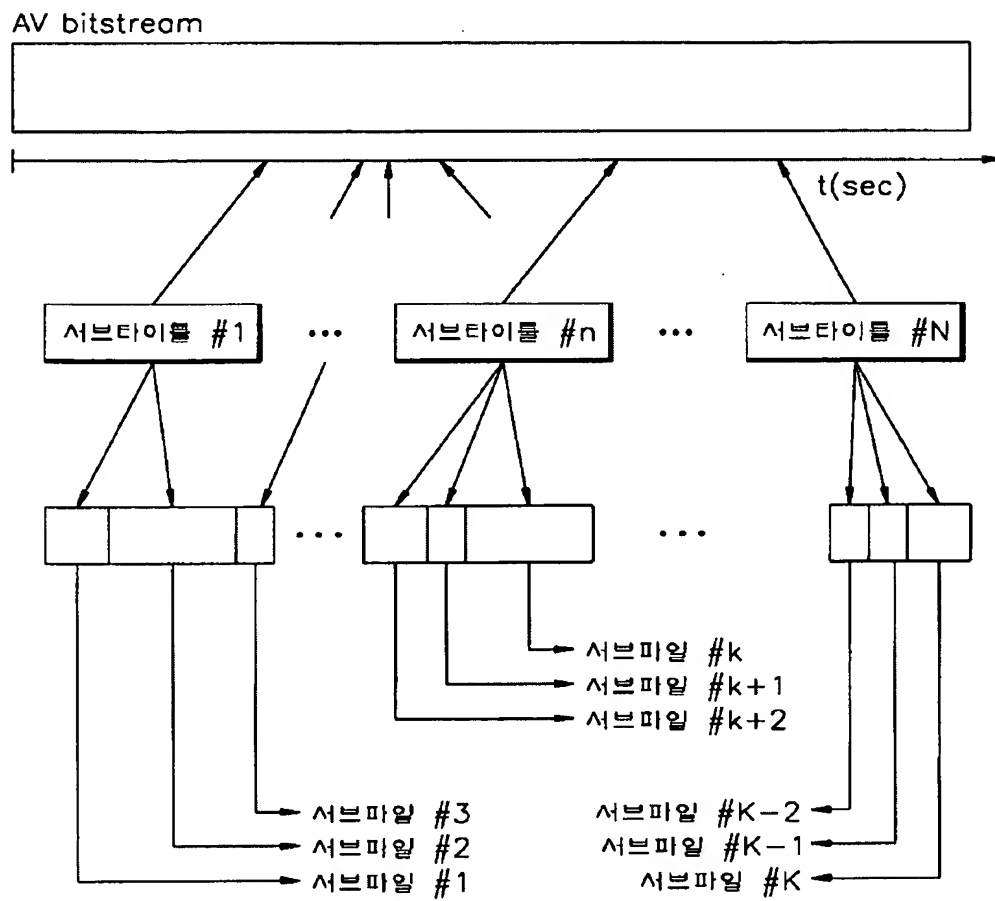 AV bitstream
t(sec)
서브타이틀 #1
...
서브타이틀 #n
...
서브타이틀 #N
...
...
서브파일 #k
서브파일 #k+1
서브파일 #k+2
서브파일 #3
서브파일 #2
서브파일 #1
서브파일 #K-2
서브파일 #K-1
서브파일 #K